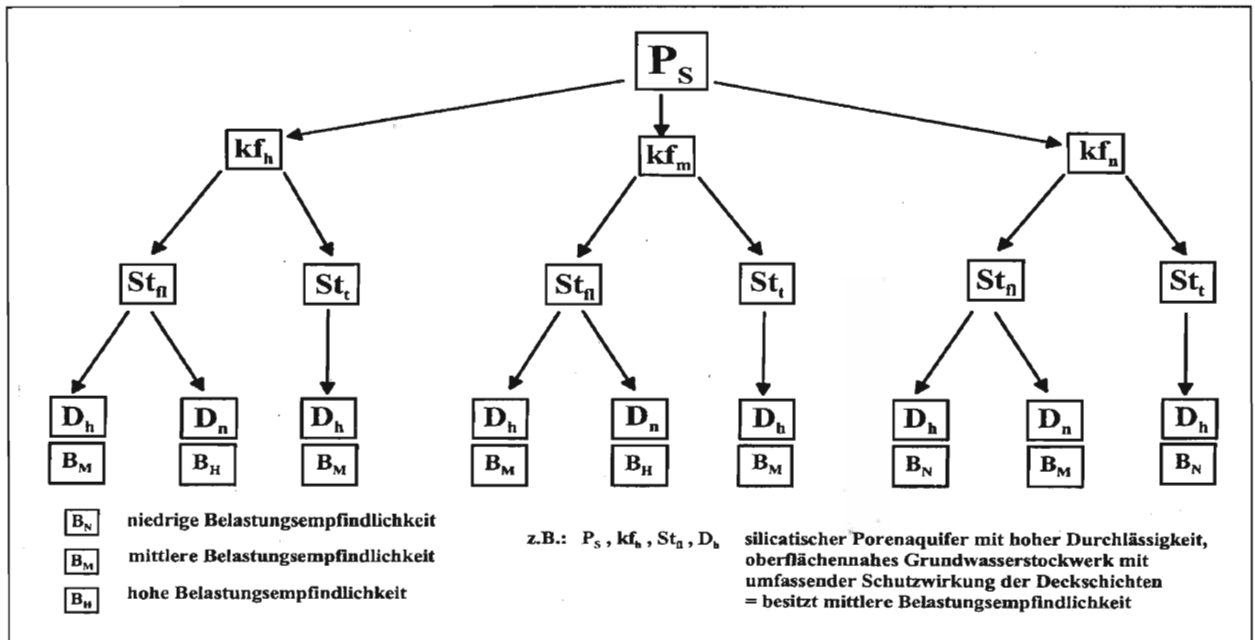 P_S
kf_h kf_m kf_n
St_fl St_t St_fl St_t St_fl St_t
D_h D_n D_h D_h D_n D_h D_h D_n D_h
B_M B_H B_M B_M B_H B_M B_N B_M B_N
B_N niedrige Belastungsempfindlichkeit
B_M mittlere Belastungsempfindlichkeit
B_H hohe Belastungsempfindlichkeit
z.B.: P_S , kf_h , St_fl , D_h silicatischer Porenaquifer mit hoher Durchlässigkeit,
oberflächennahes Grundwasserstockwerk mit
umfassender Schutzwirkung der Deckschichten
= besitzt mittlere Belastungsempfindlichkeit